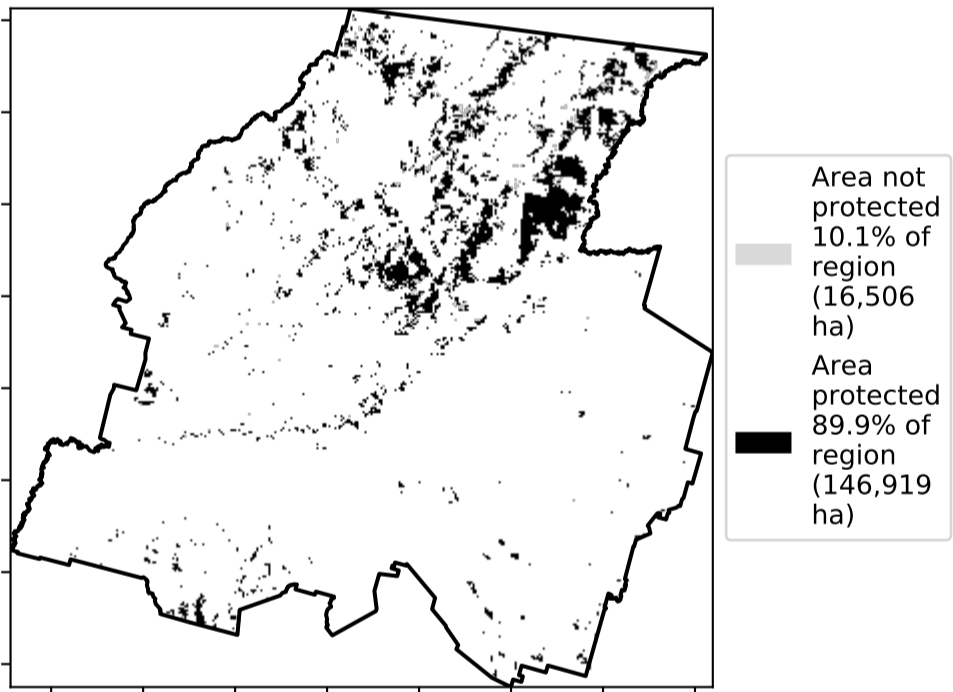 Area not
protected
10.1% of
region
(16,506
ha)
Area
protected
89.9% of
region
(146,919
ha)